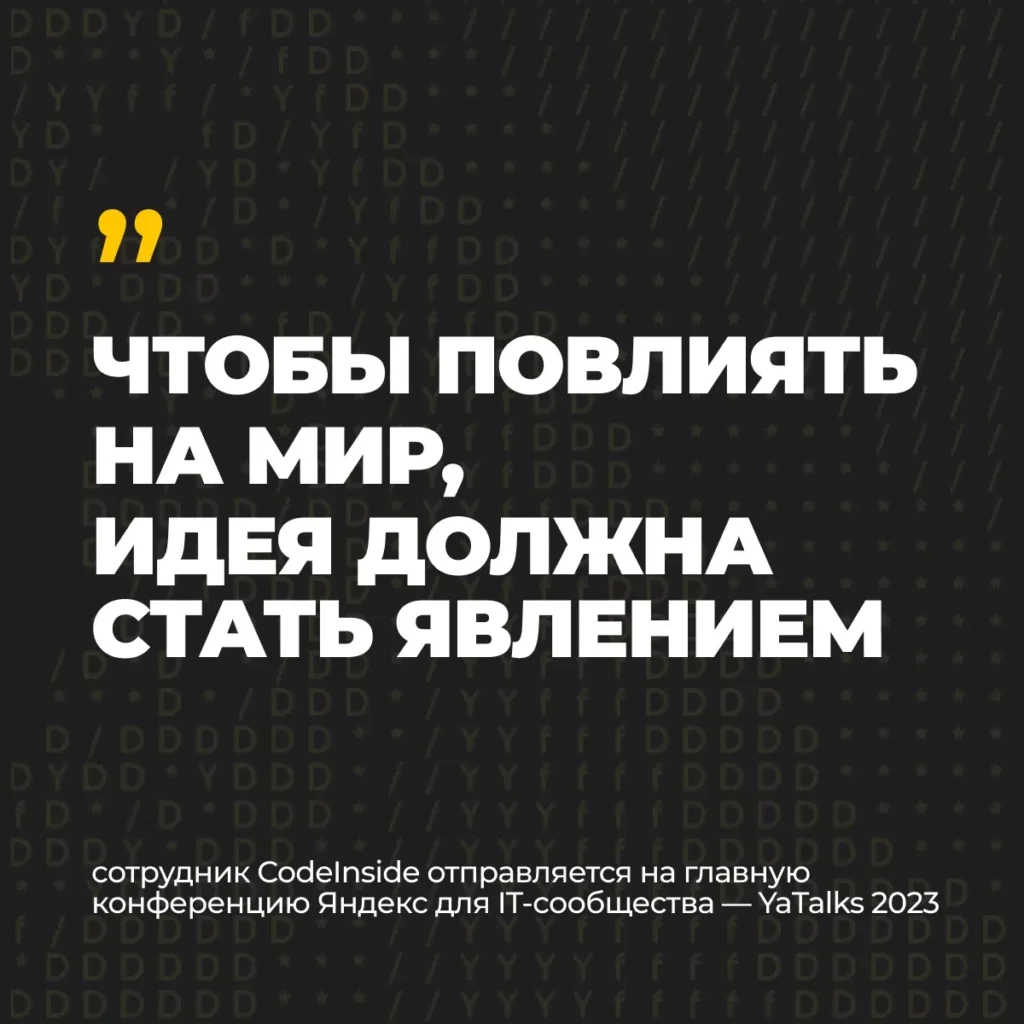 ”
ЧТОБЫ ПОВЛИЯТЬ
НА МИР,
ИДЕЯ ДОЛЖНА
СТАТЬ ЯВЛЕНИЕМ
сотрудник CodeInside отправляется на главную
конференцию Яндекс для IT-сообщества — YaTalks 2023